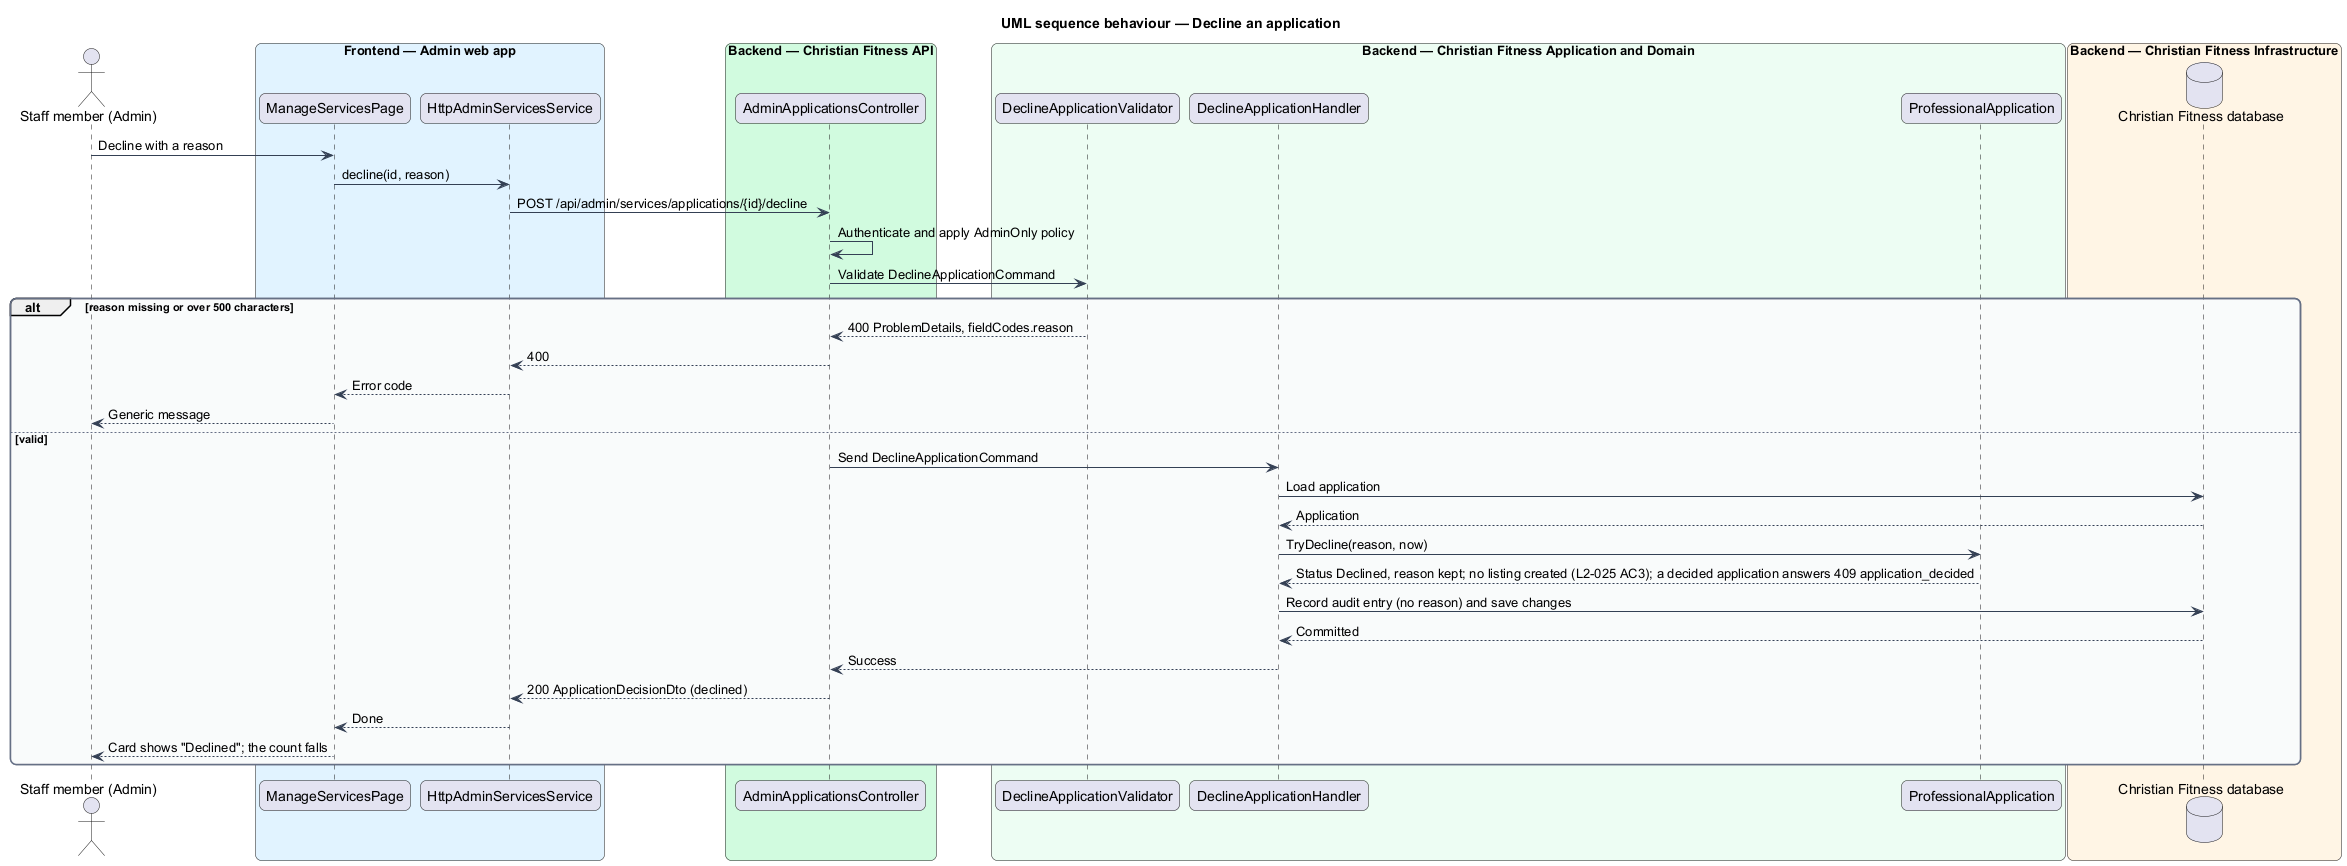 UML sequence behaviour — Decline an application
Frontend — Admin web app
Backend — Christian Fitness API
Backend — Christian Fitness Application and Domain
Backend — Christian Fitness Infrastructure
Staff member (Admin)
ManageServicesPage
HttpAdminServicesService
AdminApplicationsController
DeclineApplicationValidator
DeclineApplicationHandler
ProfessionalApplication
Christian Fitness database
Decline with a reason
decline(id, reason)
POST /api/admin/services/applications/{id}/decline
Authenticate and apply AdminOnly policy
Validate DeclineApplicationCommand
alt
[reason missing or over 500 characters]
400 ProblemDetails, fieldCodes.reason
400
Error code
Generic message
[valid]
Send DeclineApplicationCommand
Load application
Application
TryDecline(reason, now)
Status Declined, reason kept; no listing created (L2-025 AC3); a decided application answers 409 application_decided
Record audit entry (no reason) and save changes
Committed
Success
200 ApplicationDecisionDto (declined)
Done
Card shows "Declined"; the count falls
Staff member (Admin)
ManageServicesPage
HttpAdminServicesService
AdminApplicationsController
DeclineApplicationValidator
DeclineApplicationHandler
ProfessionalApplication
Christian Fitness database